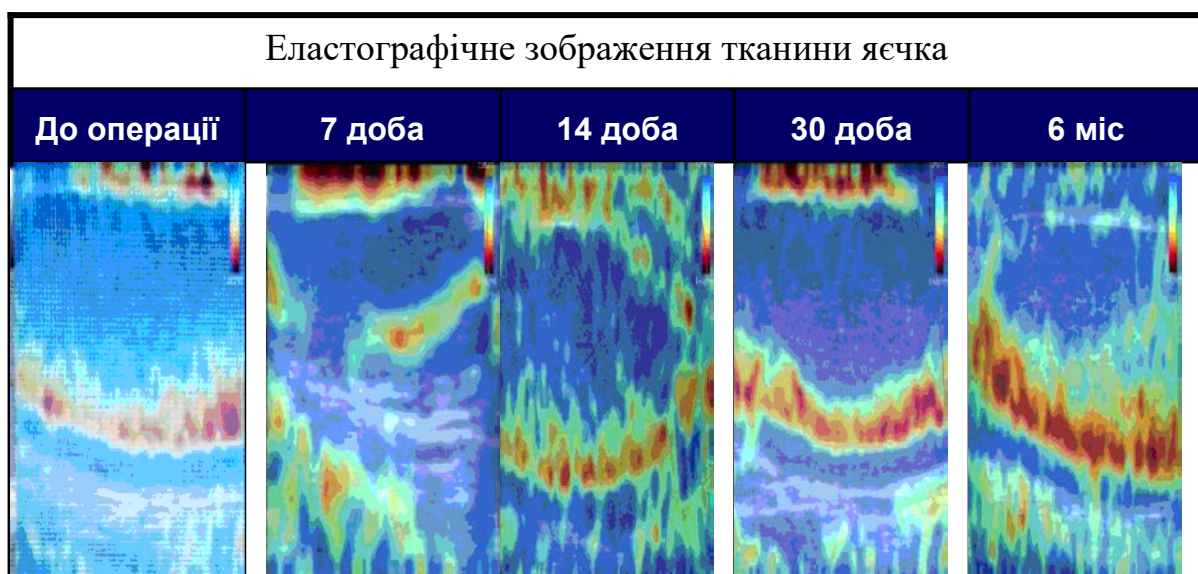 Еластографічне зображення тканини яєчка
До операції 7 доба 14 доба 30 доба 6 міс